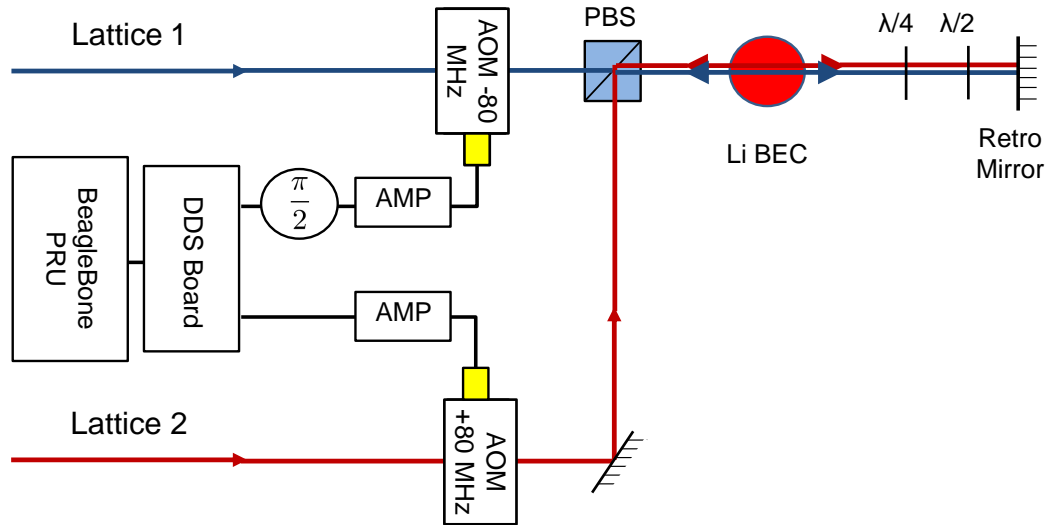 Lattice 1
AOM -80
MHz
PBS
λ/4
λ/2
Li BEC
Retro
Mirror
BeagleBone
PRU
DDS Board
π
2
AMP
AMP
Lattice 2
AOM
+80 MHz